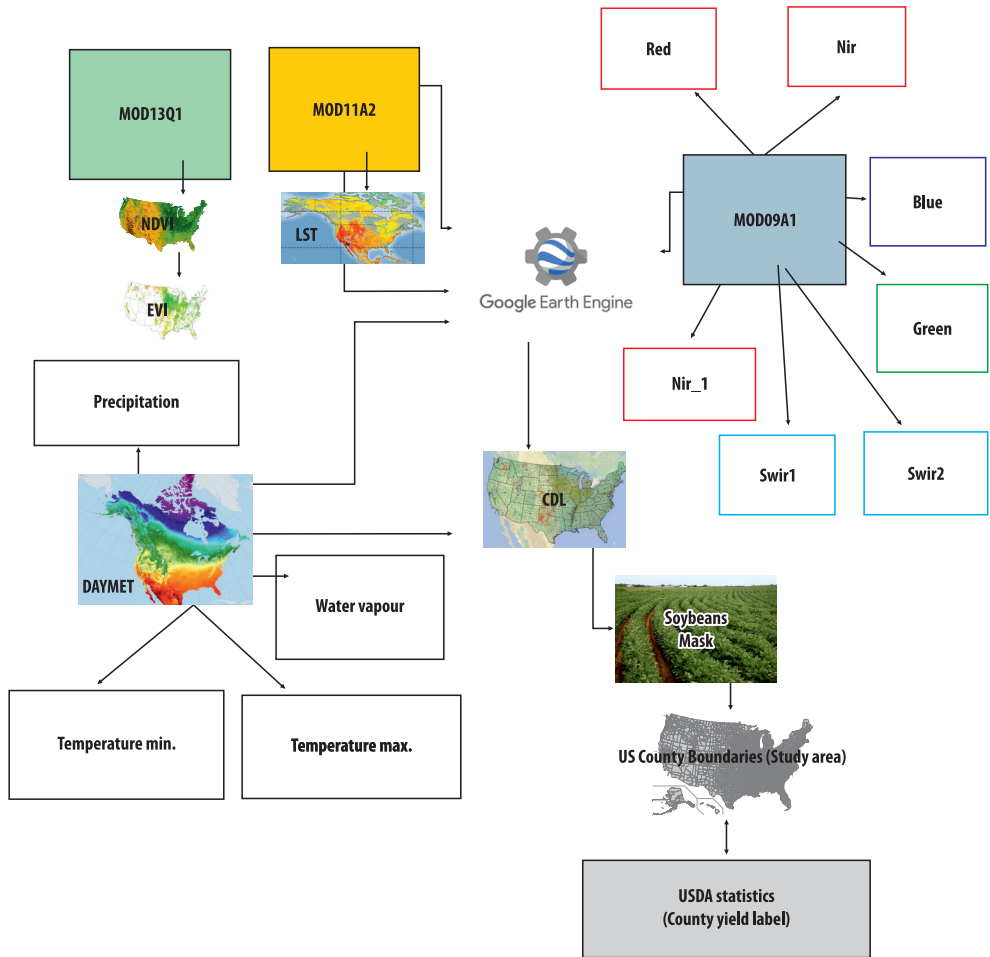 Red
Nir
MOD13Q1
MOD11A2
MOD09A1
Blue
NDVI
LST
Google Earth Engine
EVI
Green
Precipitation
Nir_1
Swir1
Swir2
CDL
DAYMET
Water vapour
Soybeans
Mask
Temperature min.
Temperature max.
US County Boundaries (Study area)
USDA statistics
(County yield label)